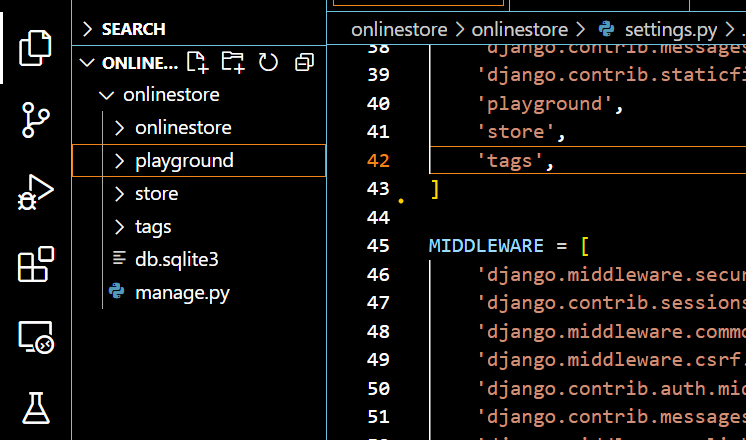 SEARCH
ONLINE...
onlinestore
onlinestore
playground
store
tags
db.sqlite3
manage.py
onlinestore > onlinestore > settings.py > .
38 'django.contrib.messages
39 'django.contrib.staticfi
40 'playground',
41 'store',
42 'tags',
43 ]
44
45 MIDDLEWARE = [
46 'django.middleware.secur
47 'django.contrib.sessions
48 'django.middleware.commo
49 'django.middleware.csrf.
50 'django.contrib.auth.mid
51 'django.contrib.messages